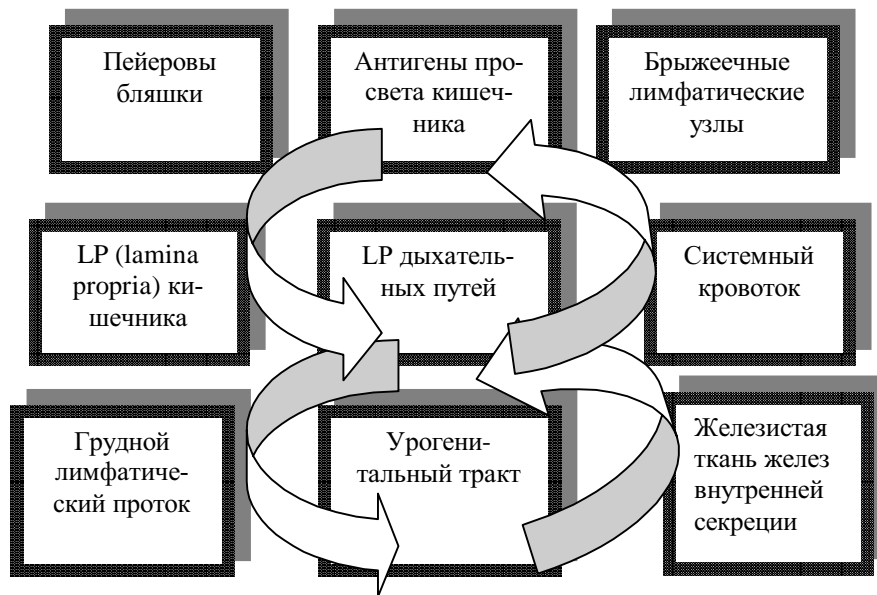 Пейеровы
бляшки
Антигены про-
света кишеч-
ника
Брыжеечные
лимфатические
узлы
LP (lamina
propria) ки-
шечника
LP дыхатель-
ных путей
Системный
кровоток
Грудной
лимфатиче-
ский проток
Урогени-
тальный тракт
Железистая
ткань желез
внутренней
секреции